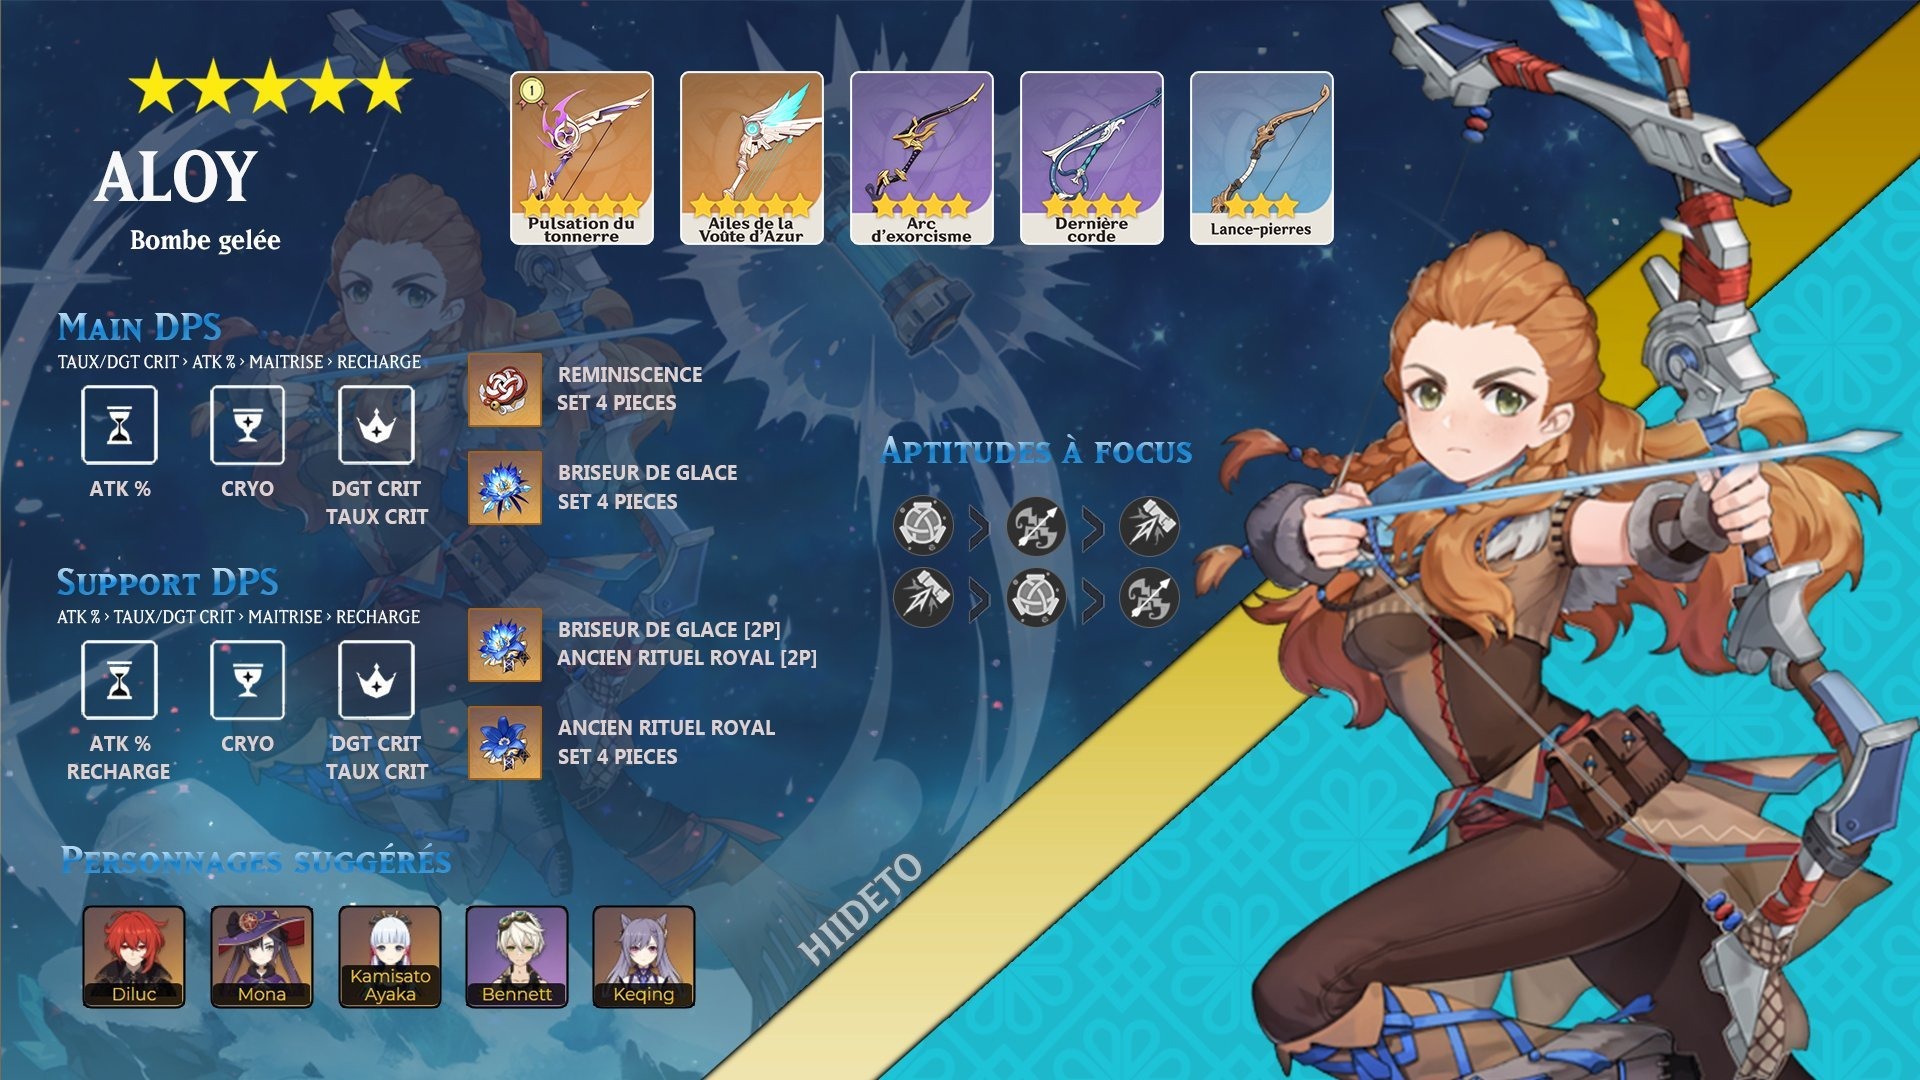 ALOY
Bombe gelée
1
Pulsation du
tonnerre
Ailes de la
Voûte d'Azur
Arc
d'exorcisme
Dernière
corde
Lance-pierres
MAIN DPS
TAUX/DGT CRIT > ATK % > MAITRISE > RECHARGE
ATK %
CRYO
DGT CRIT
TAUX CRIT
REMINISCENCE
SET 4 PIECES
BRISEUR DE GLACE
SET 4 PIECES
APTITUDES À FOCUS
SUPPORT DPS
ATK % > TAUX/DGT CRIT > MAITRISE > RECHARGE
ATK %
RECHARGE
CRYO
DGT CRIT
TAUX CRIT
BRISEUR DE GLACE [2P]
ANCIEN RITUEL ROYAL [2P]
ANCIEN RITUEL ROYAL
SET 4 PIECES
PERSONNAGES SUGGÉRÉS
Diluc
Mona
Kamisato
Ayaka
Bennett
Keqing
HIIDETO